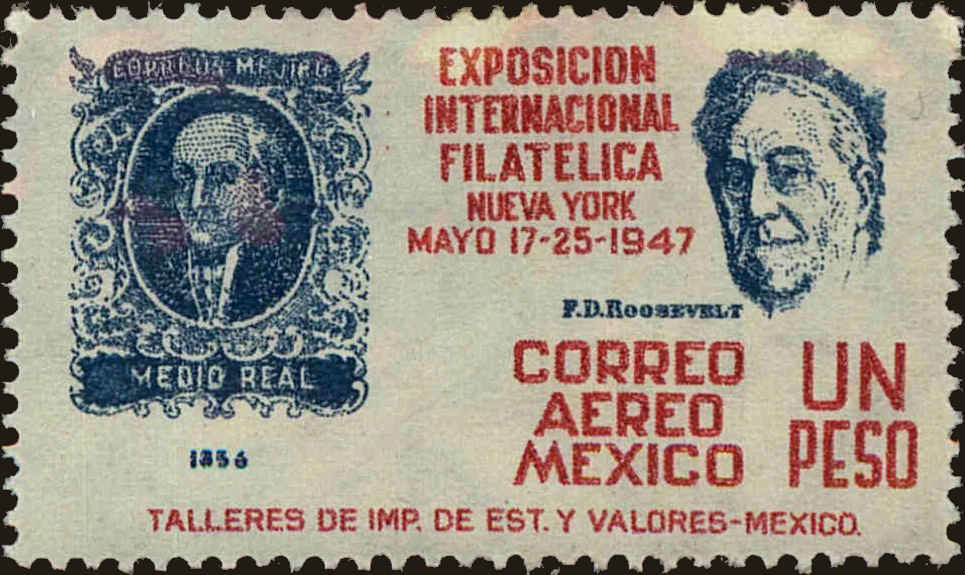 CORREOS MEJICO
MEDIO REAL
1856
EXPOSICION
INTERNACIONAL
FILATELICA
NUEVA YORK
MAYO 17-25-1947
F.D.ROOSEVELT
CORREO
AEREO
MEXICO
UN
PESO
TALLERES DE IMP. DE EST. Y VALORES-MEXICO.